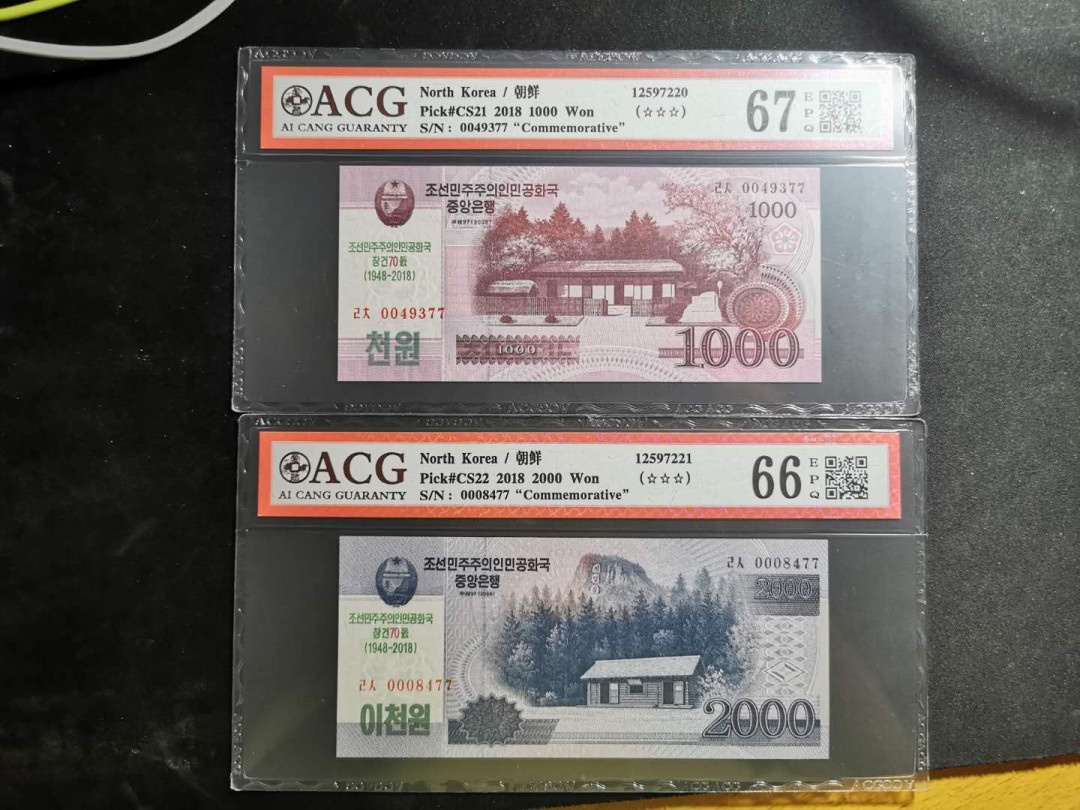 ACG
AI CANG GUARANTY
North Korea / 朝鲜
Pick#CS21 2018 1000 Won
S/N: 0049377 “Commemorative”
12597220
(☆☆☆)
67
EPQ
조선민주주의인민공화국
중앙은행
0049377
1000
조선민주주의인민공화국
창건70돐
(1948-2018)
0049377
천원
1000
1000
ACG
AI CANG GUARANTY
North Korea / 朝鲜
Pick#CS22 2018 2000 Won
S/N: 0008477 “Commemorative”
12597221
(☆☆☆)
66
EPQ
조선민주주의인민공화국
중앙은행
ㄹㅅ 0008477
2000
조선민주주의인민공화국
창건70돐
(1948-2018)
ㄹㅅ 0008477
이천원
2000